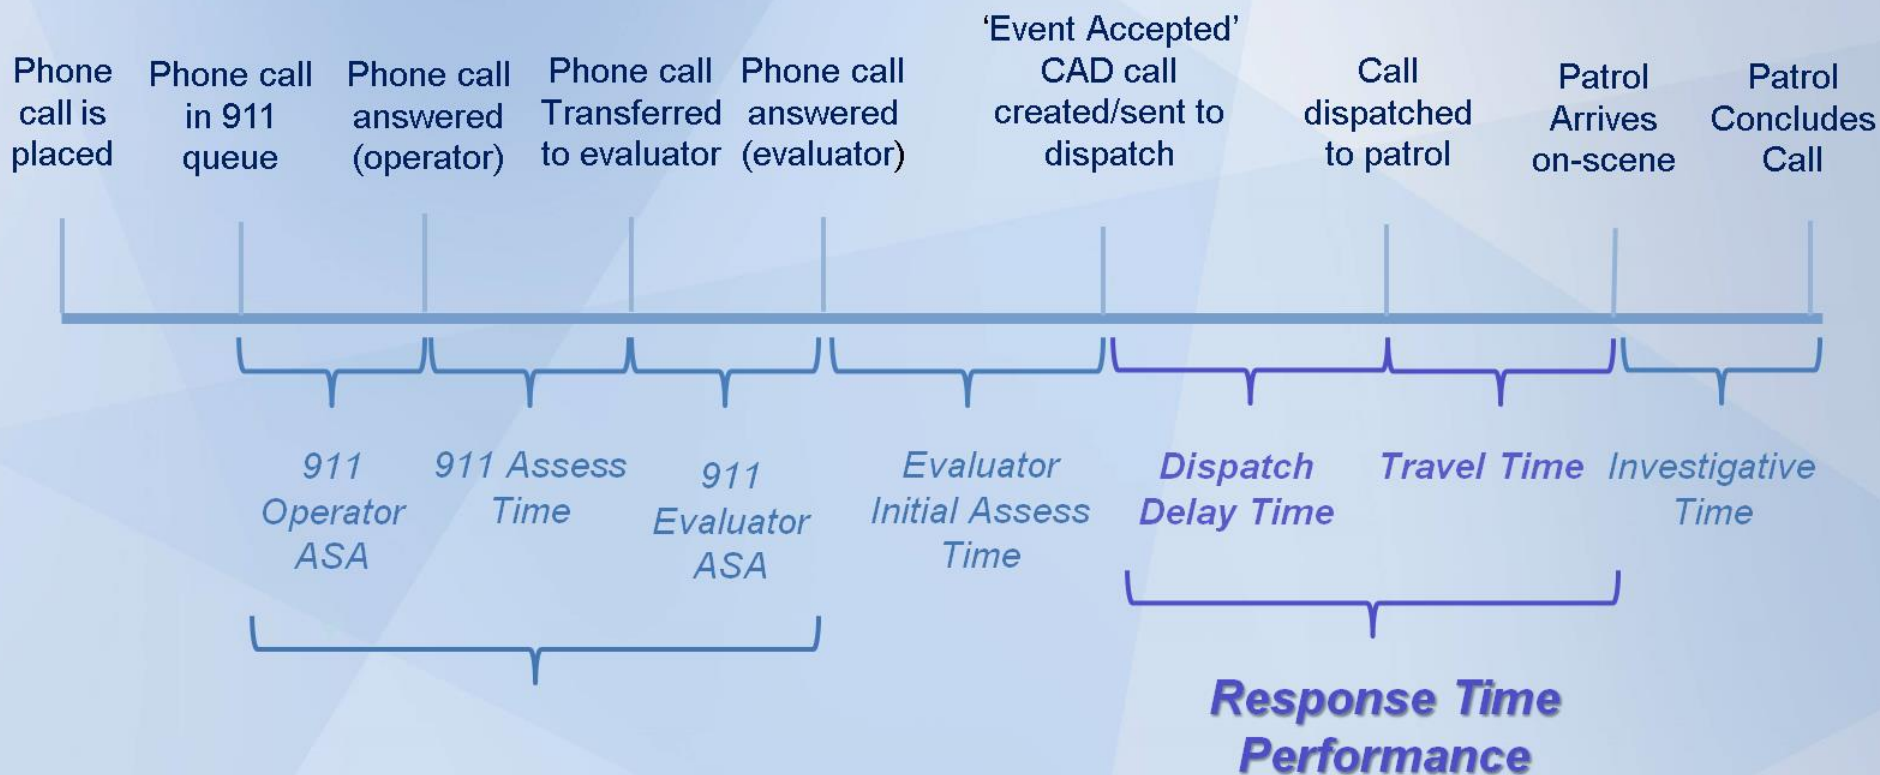 Phone
call is
placed
Phone call
in 911
queue
Phone call
answered
(operator)
Phone call
Transferred
to evaluator
Phone call
answered
(evaluator)
‘Event Accepted’
CAD call
created/sent to
dispatch
Call
dispatched
to patrol
Patrol
Arrives
on-scene
Patrol
Concludes
Call
911
Operator
ASA
911 Assess
Time
911
Evaluator
ASA
Evaluator
Initial Assess
Time
Dispatch
Delay Time
Travel Time
Investigative
Time
Response Time
Performance